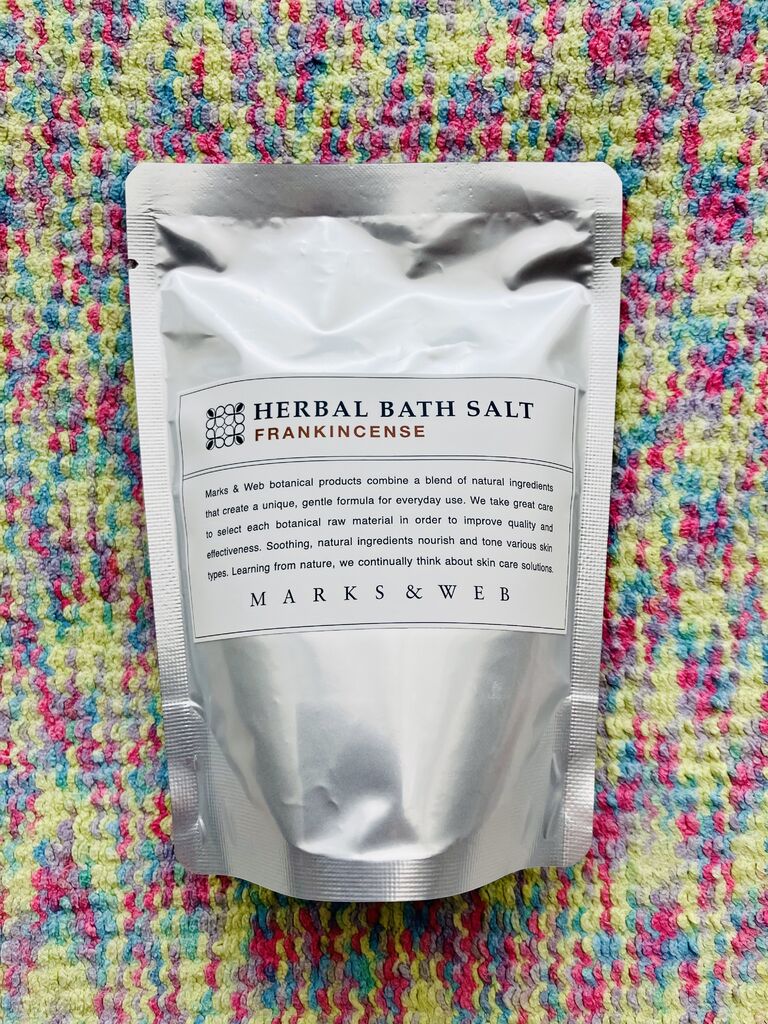 HERBAL BATH SALT
FRANKINCENSE
Marks & Web botanical products combine a blend of natural ingredients
that create a unique, gentle formula for everyday use. We take great care
to select each botanical raw material in order to improve quality and
effectiveness. Soothing, natural ingredients nourish and tone various skin
types. Learning from nature, we continually think about skin care solutions.
MARKS & WEB